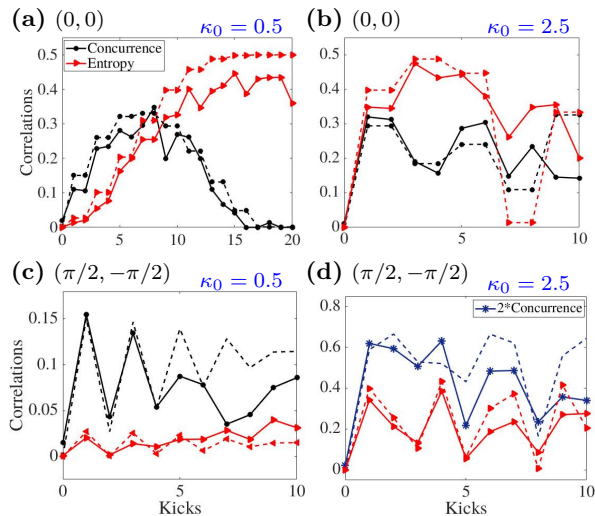 (a) (0, 0) κ₀ = 0.5
Correlations
0.5
0.4
0.3
0.2
0.1
0
Concurrence
Entropy
0 5 10 15 20
(b) (0, 0) κ₀ = 2.5
0.5
0.4
0.3
0.2
0.1
0
0 5 10
(c) (π/2, −π/2) κ₀ = 0.5
Correlations
0.15
0.1
0.05
0
0 5 10
Kicks
(d) (π/2, −π/2) κ₀ = 2.5
0.8
0.6
0.4
0.2
0
2*Concurrence
0 5 10
Kicks